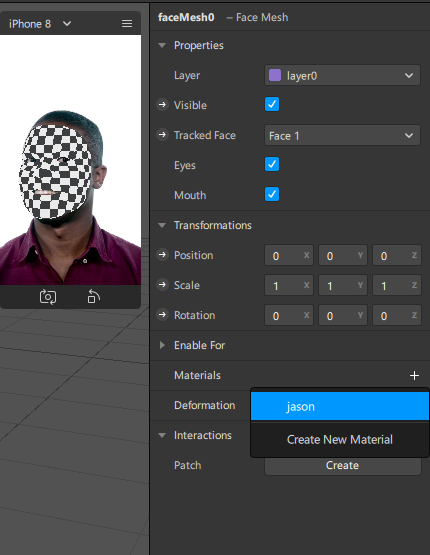 iPhone 8
faceMesh0 – Face Mesh
Properties
Layer layer0
Visible
Tracked Face Face 1
Eyes
Mouth
Transformations
Position 0 X 0 Y 0 Z
Scale 1 X 1 Y 1 Z
Rotation 0 X 0 Y 0 Z
Enable For
Materials +
Deformation
jason
Interactions
Create New Material
Patch Create